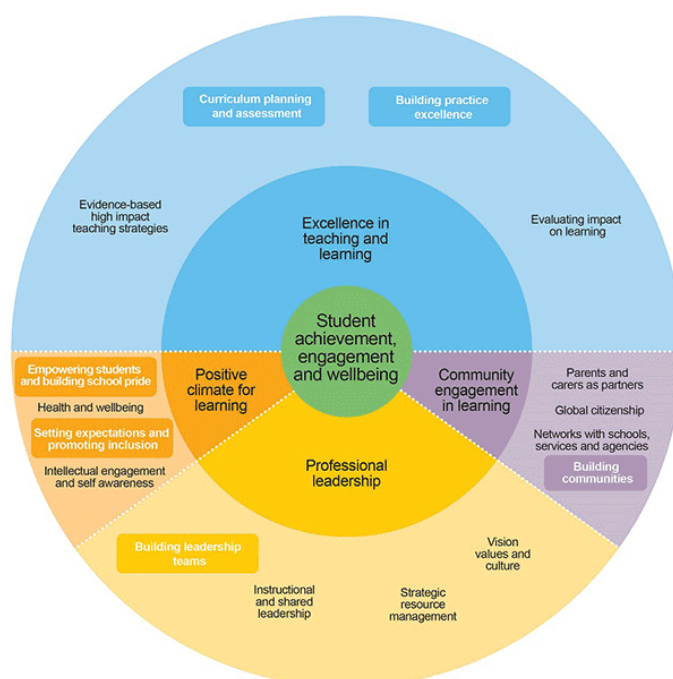 Curriculum planning
and assessment
Building practice
excellence
Evidence-based
high impact
teaching strategies
Evaluating impact
on learning
Excellence in
teaching and
learning
Student
achievement,
engagement
and wellbeing
Empowering students
and building school pride
Health and wellbeing
Setting expectations and
promoting inclusion
Intellectual engagement
and self awareness
Positive
climate for
learning
Community
engagement
in learning
Parents and
carers as partners
Global citizenship
Networks with schools,
services and agencies
Building
communities
Professional
leadership
Building leadership
teams
Instructional
and shared
leadership
Strategic
resource
management
Vision
values and
culture